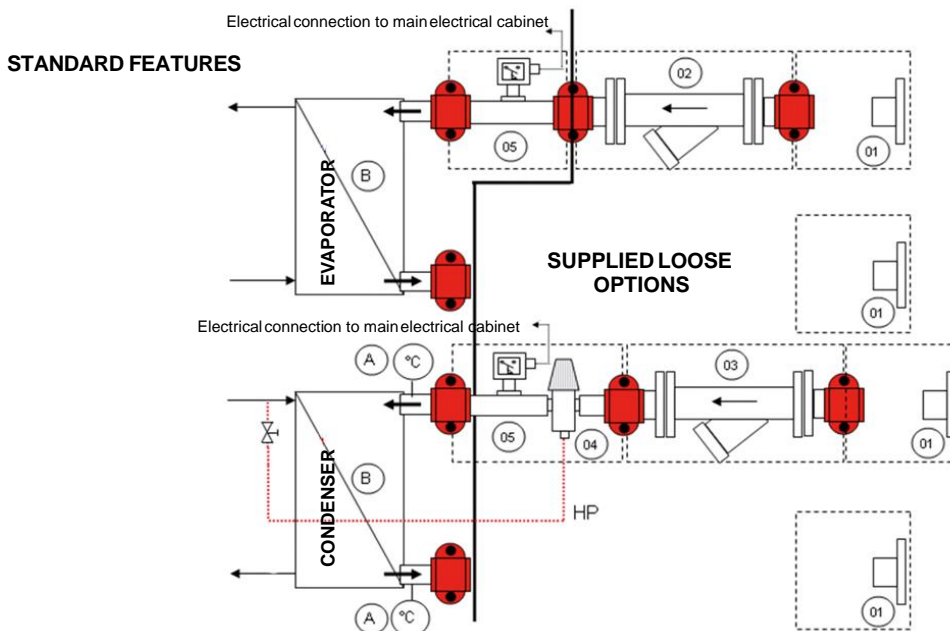 Electrical connection to main electrical cabinet
STANDARD FEATURES
02
01
05
B
EVAPORATOR
SUPPLIED LOOSE
OPTIONS
01
Electrical connection to main electrical cabinet
A
°C
03
05
04
01
B
CONDENSER
HP
A
°C
01